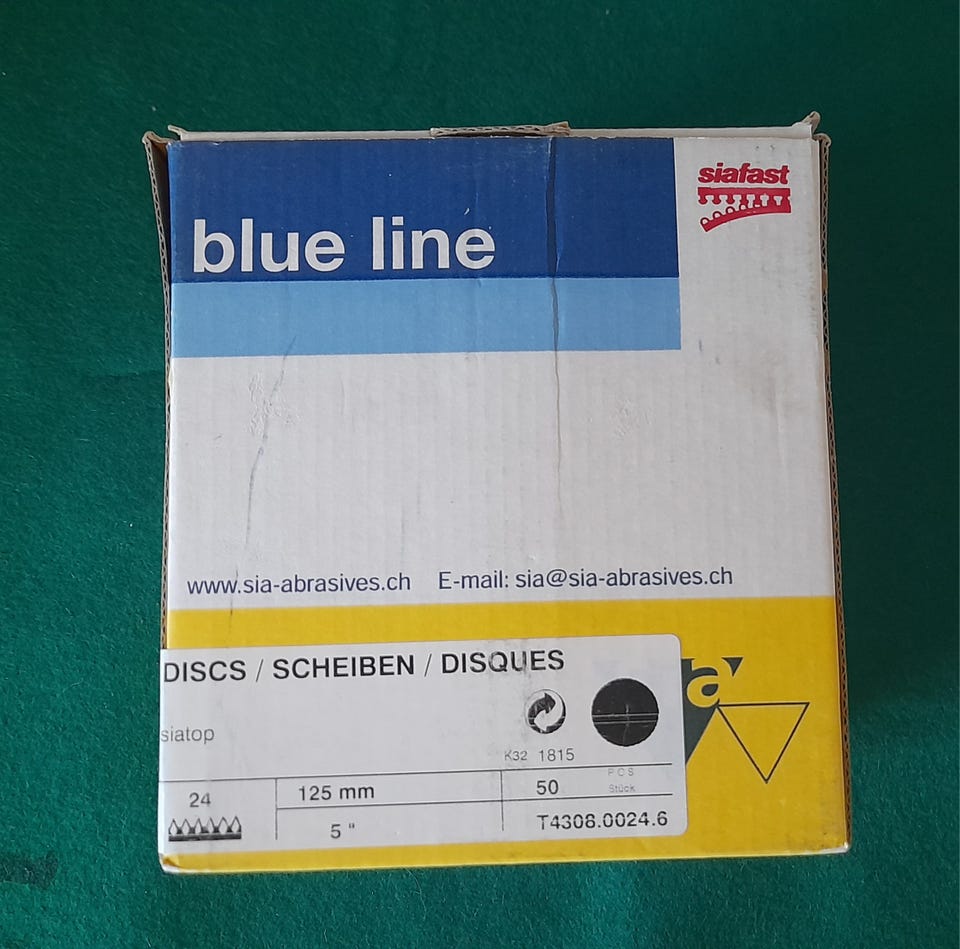 siafast
blue line
www.sia-abrasives.ch E-mail: sia@sia-abrasives.ch
DISCS / SCHEIBEN / DISQUES
a
siatop
K32 1815
24
125 mm
50
PCS
Stück
5 "
T4308.0024.6